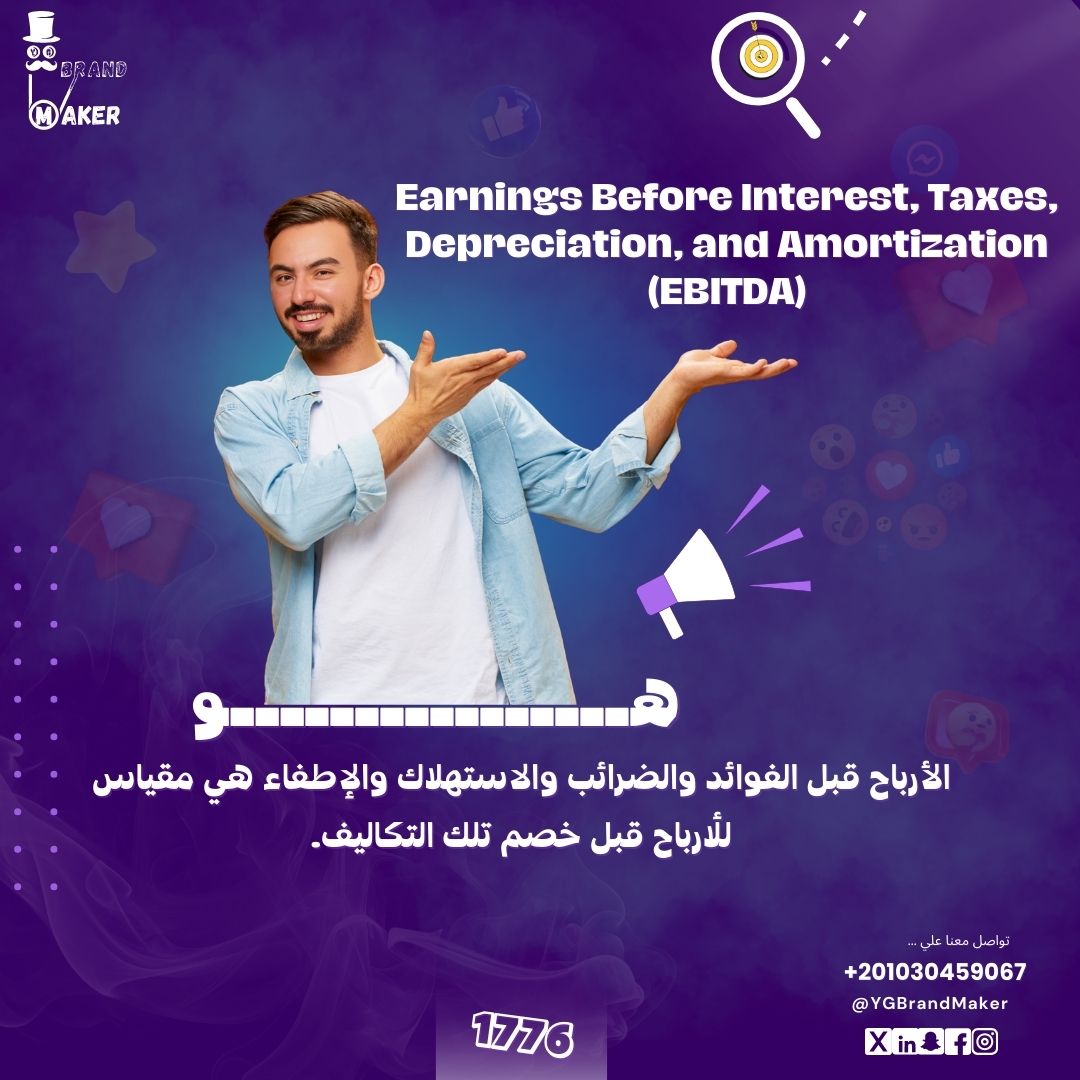 BRAND
MAKER
Earnings Before Interest, Taxes,
Depreciation, and Amortization
(EBITDA)
هـــــــــــــــــو
الأرباح قبل الفوائد والضرائب والاستهلاك والإطفاء هي مقياس
للأرباح قبل خصم تلك التكاليف.
تواصل معنا علي ...
+201030459067
@YGBrandMaker
1776